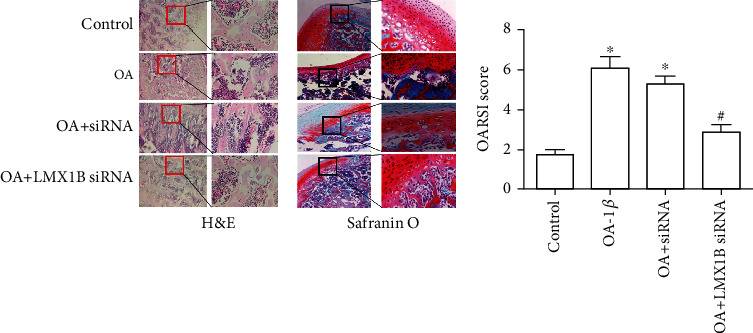 Control
OA
OA+siRNA
OA+LMX1B siRNA
H&E
Safranin O
OARSI score
8
6
4
2
0
*
*
#
Control
OA-1β
OA+siRNA
OA+LMX1B siRNA